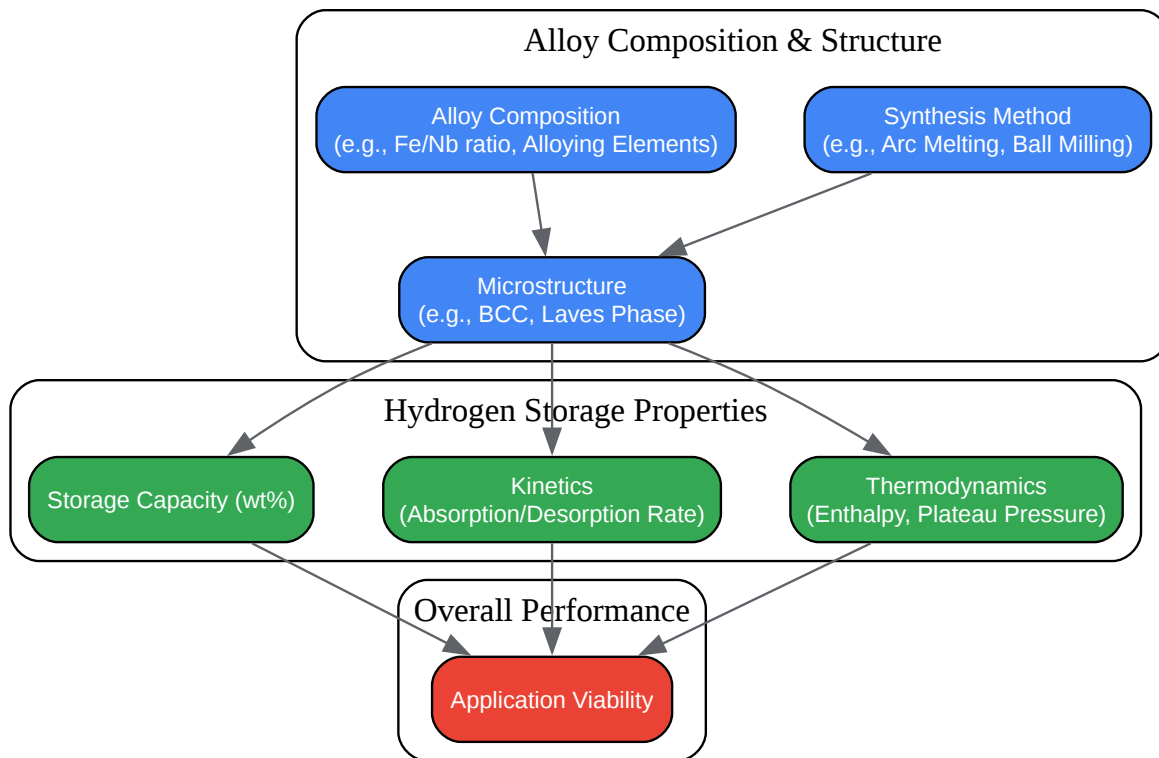 Alloy Composition & Structure
Alloy Composition
(e.g., Fe/Nb ratio, Alloying Elements)
Synthesis Method
(e.g., Arc Melting, Ball Milling)
Microstructure
(e.g., BCC, Laves Phase)
Hydrogen Storage Properties
Storage Capacity (wt%)
Kinetics
(Absorption/Desorption Rate)
Thermodynamics
(Enthalpy, Plateau Pressure)
Overall Performance
Application Viability